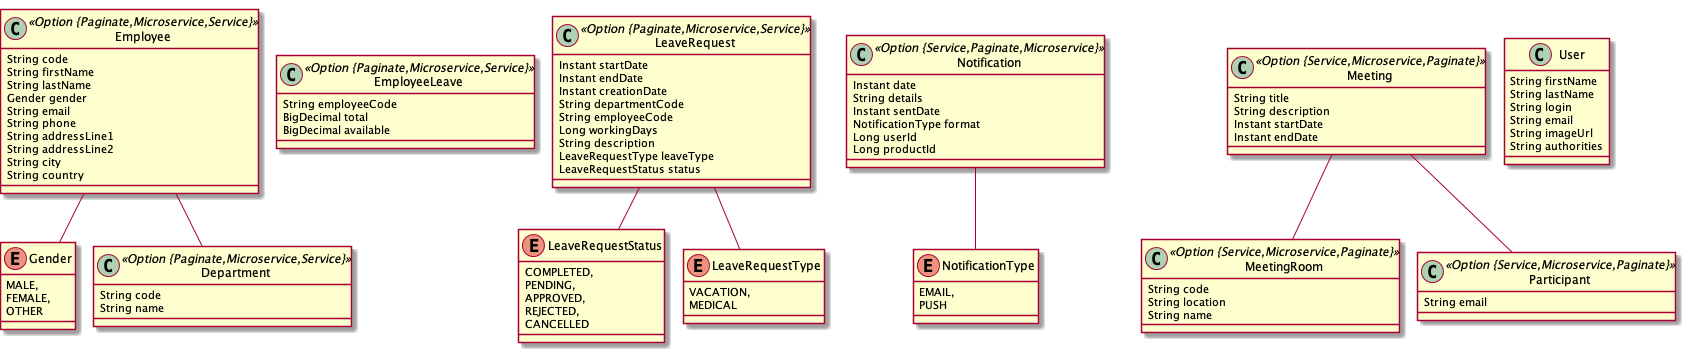 C «Option {Paginate,Microservice,Service}»
Employee
String code
String firstName
String lastName
Gender gender
String email
String phone
String addressLine1
String addressLine2
String city
String country
C «Option {Paginate,Microservice,Service}»
EmployeeLeave
String employeeCode
BigDecimal total
BigDecimal available
C «Option {Paginate,Microservice,Service}»
LeaveRequest
Instant startDate
Instant endDate
Instant creationDate
String departmentCode
String employeeCode
Long workingDays
String description
LeaveRequestType leaveType
LeaveRequestStatus status
C «Option {Service,Paginate,Microservice}»
Notification
Instant date
String details
Instant sentDate
NotificationType format
Long userId
Long productId
C «Option {Service,Microservice,Paginate}»
Meeting
String title
String description
Instant startDate
Instant endDate
C User
String firstName
String lastName
String login
String email
String imageUrl
String authorities
E Gender
MALE,
FEMALE,
OTHER
C «Option {Paginate,Microservice,Service}»
Department
String code
String name
E LeaveRequestStatus
COMPLETED,
PENDING,
APPROVED,
REJECTED,
CANCELLED
E LeaveRequestType
VACATION,
MEDICAL
E NotificationType
EMAIL,
PUSH
C «Option {Service,Microservice,Paginate}»
MeetingRoom
String code
String location
String name
C «Option {Service,Microservice,Paginate}»
Participant
String email